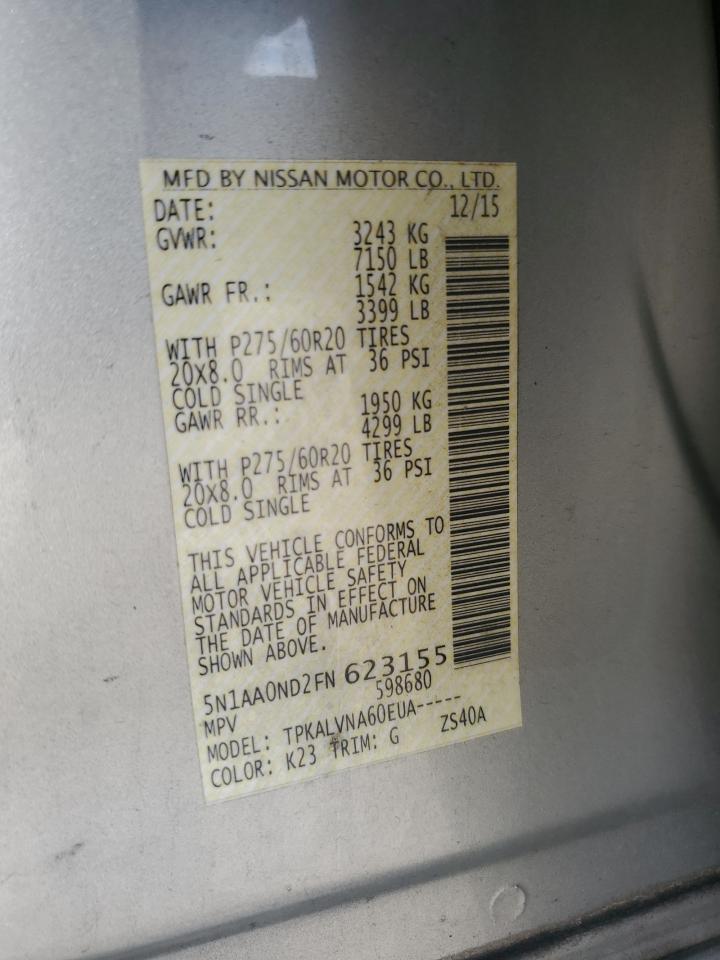 MFD BY NISSAN MOTOR CO., LTD.
DATE: 12/15
GVWR: 3243 KG
7150 LB
GAWR FR.: 1542 KG
3399 LB
WITH P275/60R20 TIRES
20X8.0 RIMS AT 36 PSI
COLD SINGLE
GAWR RR.: 1950 KG
4299 LB
WITH P275/60R20 TIRES
20X8.0 RIMS AT 36 PSI
COLD SINGLE
THIS VEHICLE CONFORMS TO
ALL APPLICABLE FEDERAL
MOTOR VEHICLE SAFETY
STANDARDS IN EFFECT ON
THE DATE OF MANUFACTURE
SHOWN ABOVE.
5N1AA0ND2FN 623155
MPV 598680
MODEL: TPKALVNA60EUA-----
COLOR: K23 TRIM: G ZS40A